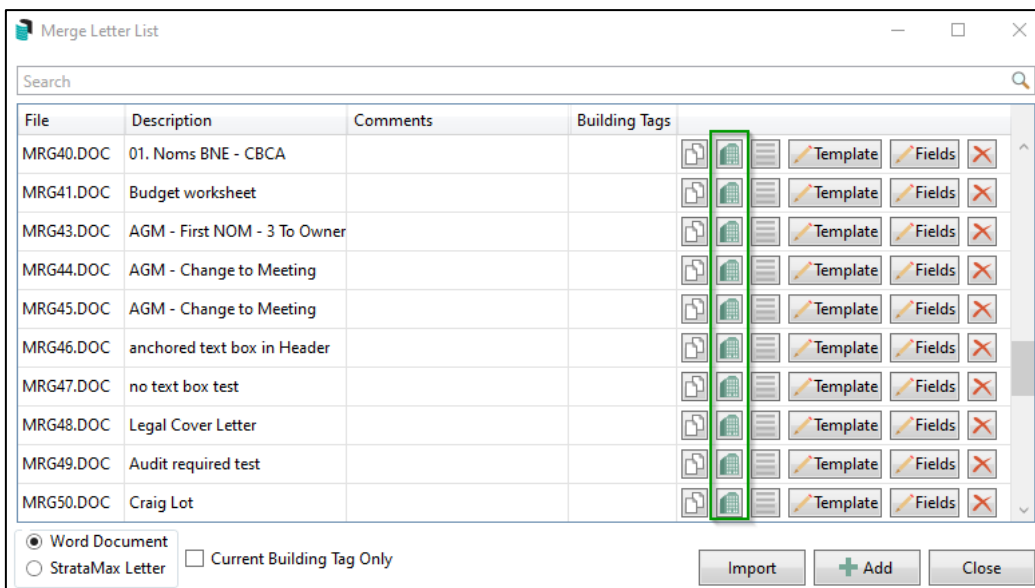 Merge Letter List
Search
File Description Comments Building Tags
MRG40.DOC 01. Noms BNE - CBCA Template Fields
MRG41.DOC Budget worksheet Template Fields
MRG43.DOC AGM - First NOM - 3 To Owner Template Fields
MRG44.DOC AGM - Change to Meeting Template Fields
MRG45.DOC AGM - Change to Meeting Template Fields
MRG46.DOC anchored text box in Header Template Fields
MRG47.DOC no text box test Template Fields
MRG48.DOC Legal Cover Letter Template Fields
MRG49.DOC Audit required test Template Fields
MRG50.DOC Craig Lot Template Fields
Word Document
StrataMax Letter
Current Building Tag Only
Import Add Close